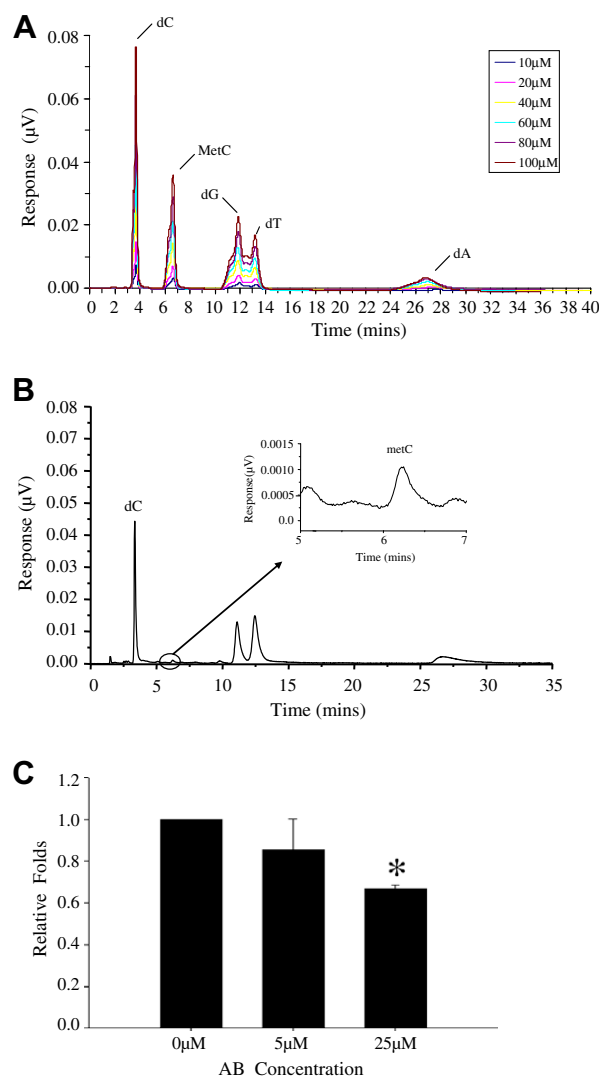 A
dC
0.08
10μM
20μM
40μM
60μM
80μM
100μM
0.06
Response (μV)
0.04
MetC
dG
dT
0.02
dA
0.00
0 2 4 6 8 10 12 13 14 16 18 20 22 24 26 28 30 32 34 36 38 40
Time (mins)
B
0.08
0.07
0.06
0.05
0.04
0.03
0.02
0.01
0.00
Response (μV)
dC
0.0015
0.0010
0.0005
0.0
Response(μV)
metC
5 6 7
Time (mins)
0 5 10 15 20 25 30 35
Time (mins)
C
1.2
1.0
0.8
0.6
0.4
0.2
0.0
Relative Folds
*
0μM 5μM 25μM
AB Concentration